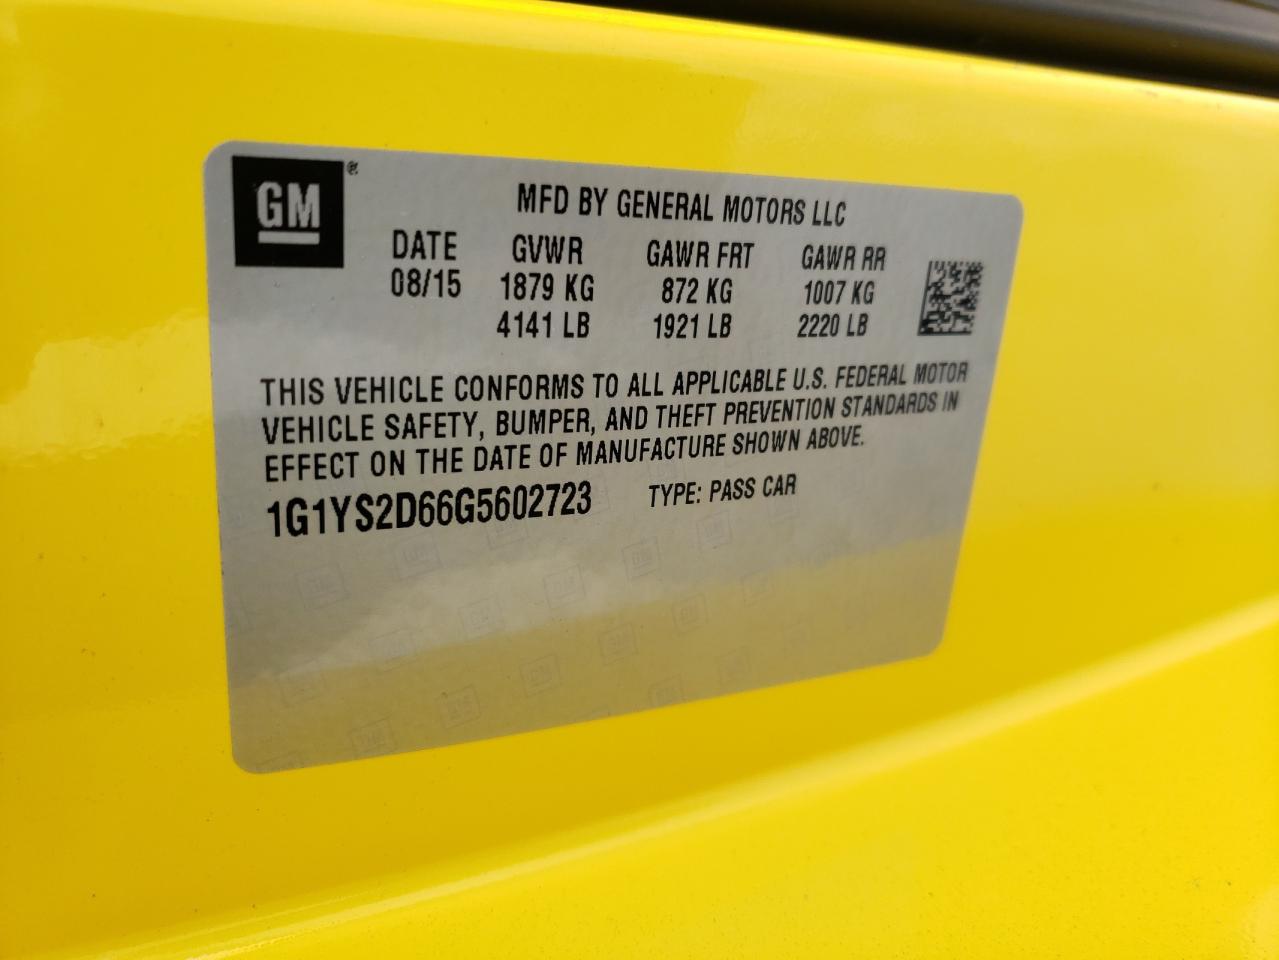 GM®
MFD BY GENERAL MOTORS LLC
DATE GVWR GAWR FRT GAWR RR
08/15 1879 KG 872 KG 1007 KG
4141 LB 1921 LB 2220 LB
THIS VEHICLE CONFORMS TO ALL APPLICABLE U.S. FEDERAL MOTOR
VEHICLE SAFETY, BUMPER, AND THEFT PREVENTION STANDARDS IN
EFFECT ON THE DATE OF MANUFACTURE SHOWN ABOVE.
1G1YS2D66G5602723 TYPE: PASS CAR